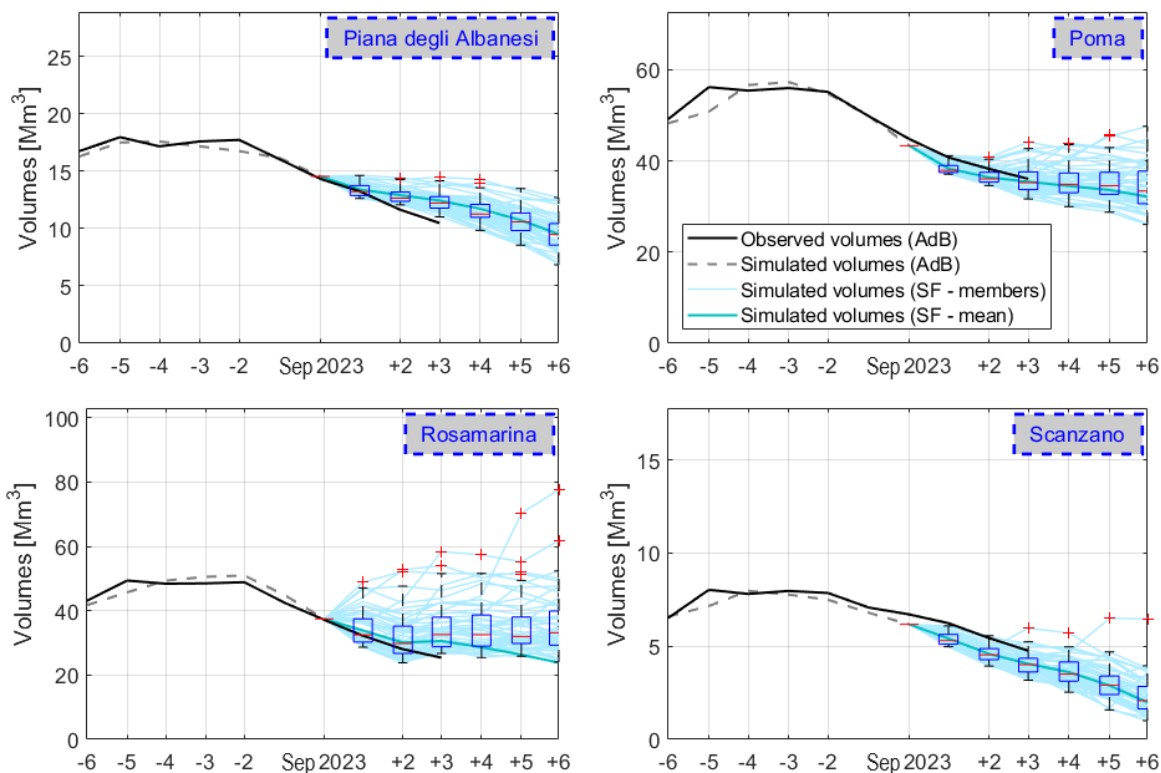 Piana degli Albanesi
Volumes [Mm³]
25
20
15
10
5
0
-6 -5 -4 -3 -2 Sep 2023 +2 +3 +4 +5 +6
Poma
Volumes [Mm³]
60
40
20
0
Observed volumes (AdB)
Simulated volumes (AdB)
Simulated volumes (SF - members)
Simulated volumes (SF - mean)
-6 -5 -4 -3 -2 Sep 2023 +2 +3 +4 +5 +6
Rosamarina
Volumes [Mm³]
100
80
60
40
20
0
-6 -5 -4 -3 -2 Sep 2023 +2 +3 +4 +5 +6
Scanzano
Volumes [Mm³]
15
10
5
0
-6 -5 -4 -3 -2 Sep 2023 +2 +3 +4 +5 +6